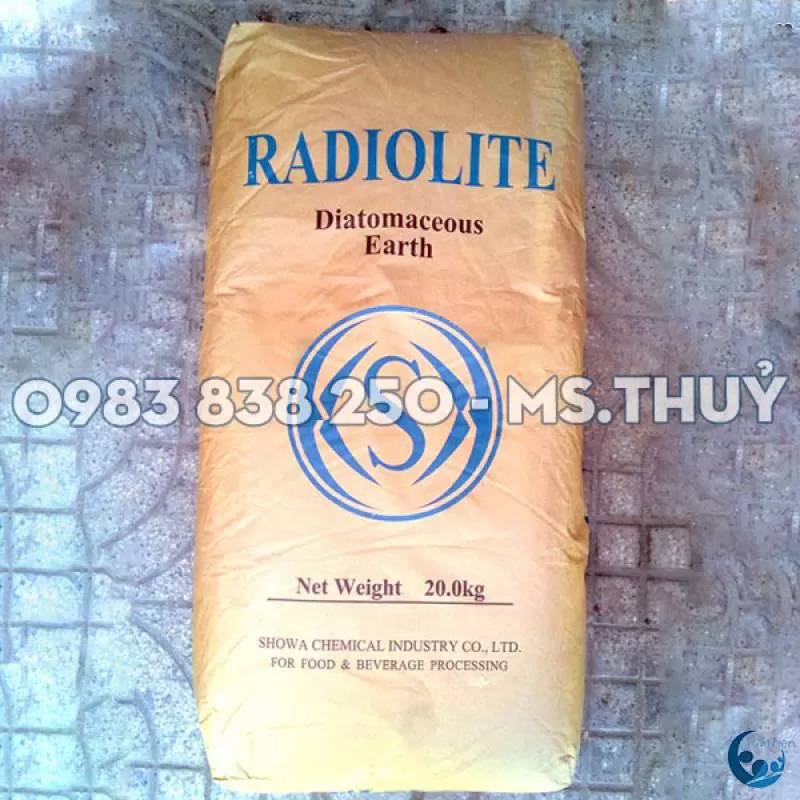 RADIOLITE
Diatomaceous
Earth
S
0983 838 250 - MS.THUỶ
Net Weight 20.0kg
SHOWA CHEMICAL INDUSTRY CO., LTD.
FOR FOOD & BEVERAGE PROCESSING